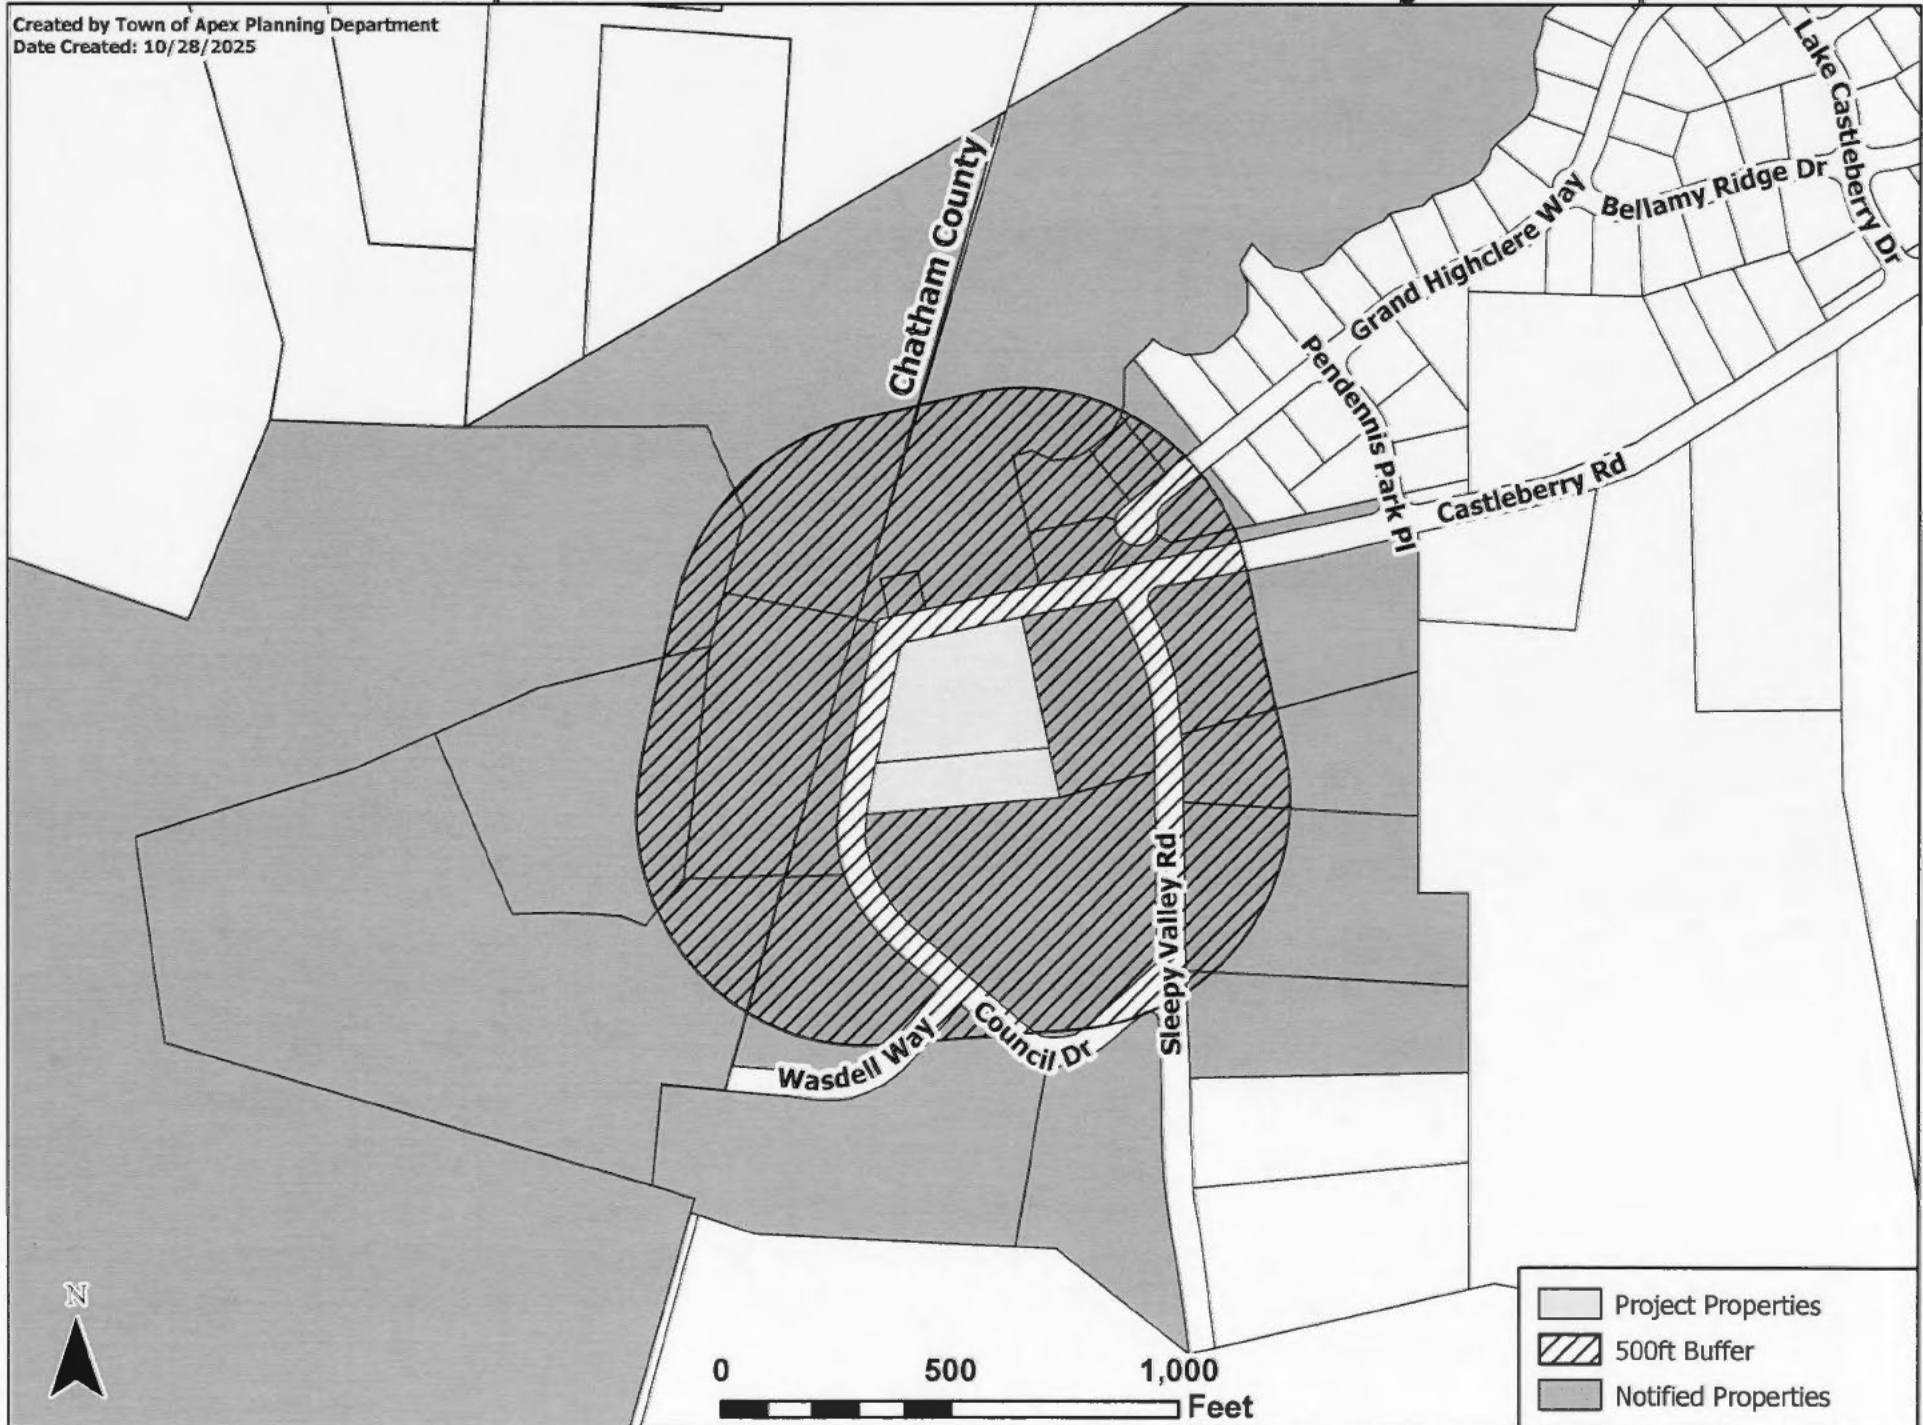 Created by Town of Apex Planning Department
Date Created: 10/28/2025
Lake Castleberry Dr
Chatham County
Bellamy Ridge Dr
Grand Highclere Way
Pendennis Park Pl
Castleberry Rd
Sleepy Valley Rd
Council Dr
Wasdell Way
N
Project Properties
500ft Buffer
Notified Properties
0 500 1,000
Feet